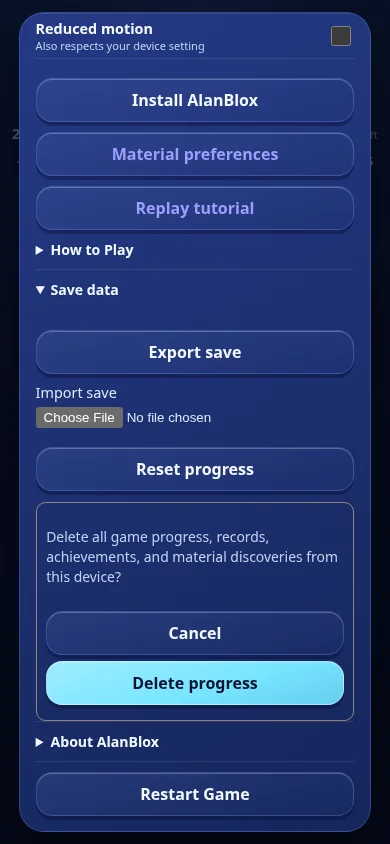 Reduced motion
Also respects your device setting
Install AlanBlox
Material preferences
Replay tutorial
How to Play
Save data
Export save
Import save
Choose File No file chosen
Reset progress
Delete all game progress, records,
achievements, and material discoveries from
this device?
Cancel
Delete progress
About AlanBlox
Restart Game